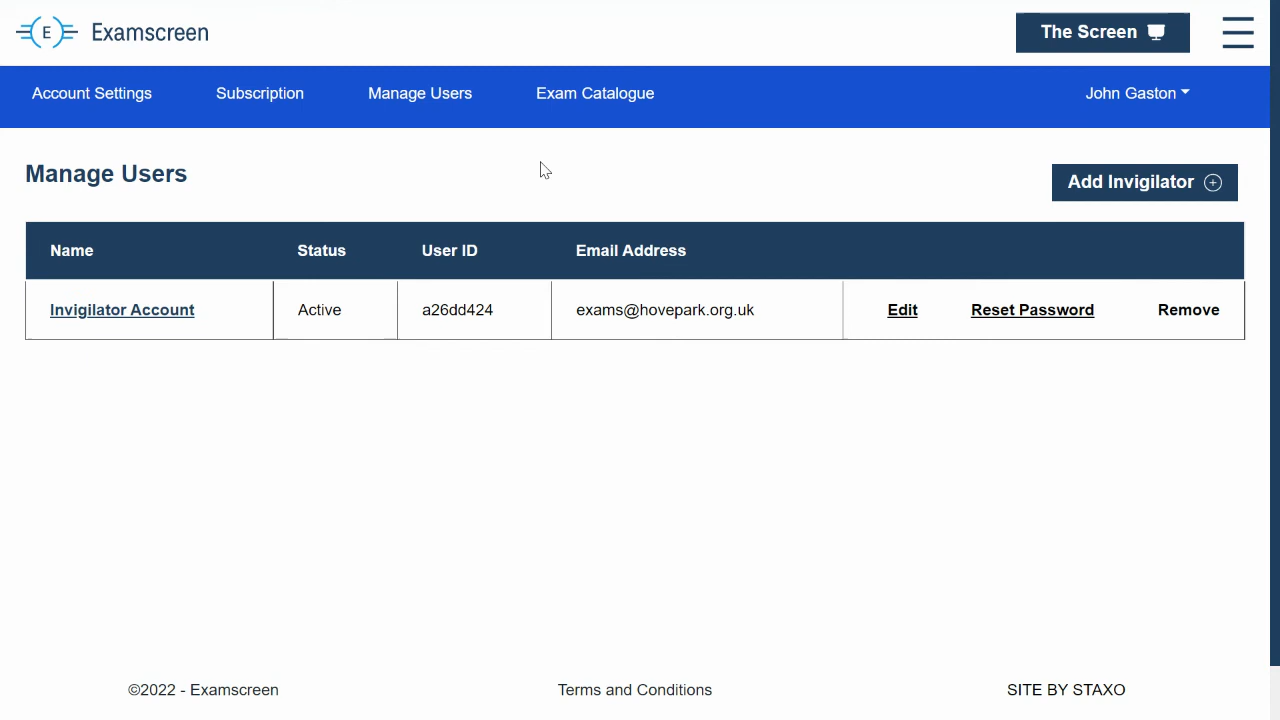 E Examscreen
The Screen
Account Settings Subscription Manage Users Exam Catalogue John Gaston
Manage Users
Add Invigilator
Name Status User ID Email Address
Invigilator Account Active a26dd424 exams@hovepark.org.uk Edit Reset Password Remove
©2022 - Examscreen Terms and Conditions SITE BY STAXO